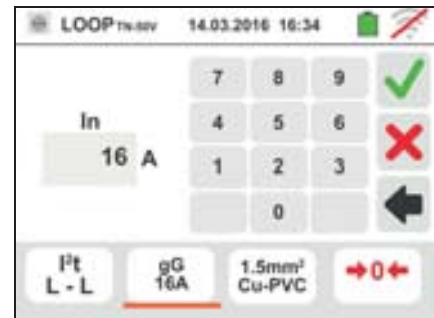 LOOP TN-60V 14.03.2016 16:34
7 8 9
In
4 5 6
16 A
1 2 3
0
I²t gG 1.5mm² →0←
L - L 16A Cu-PVC